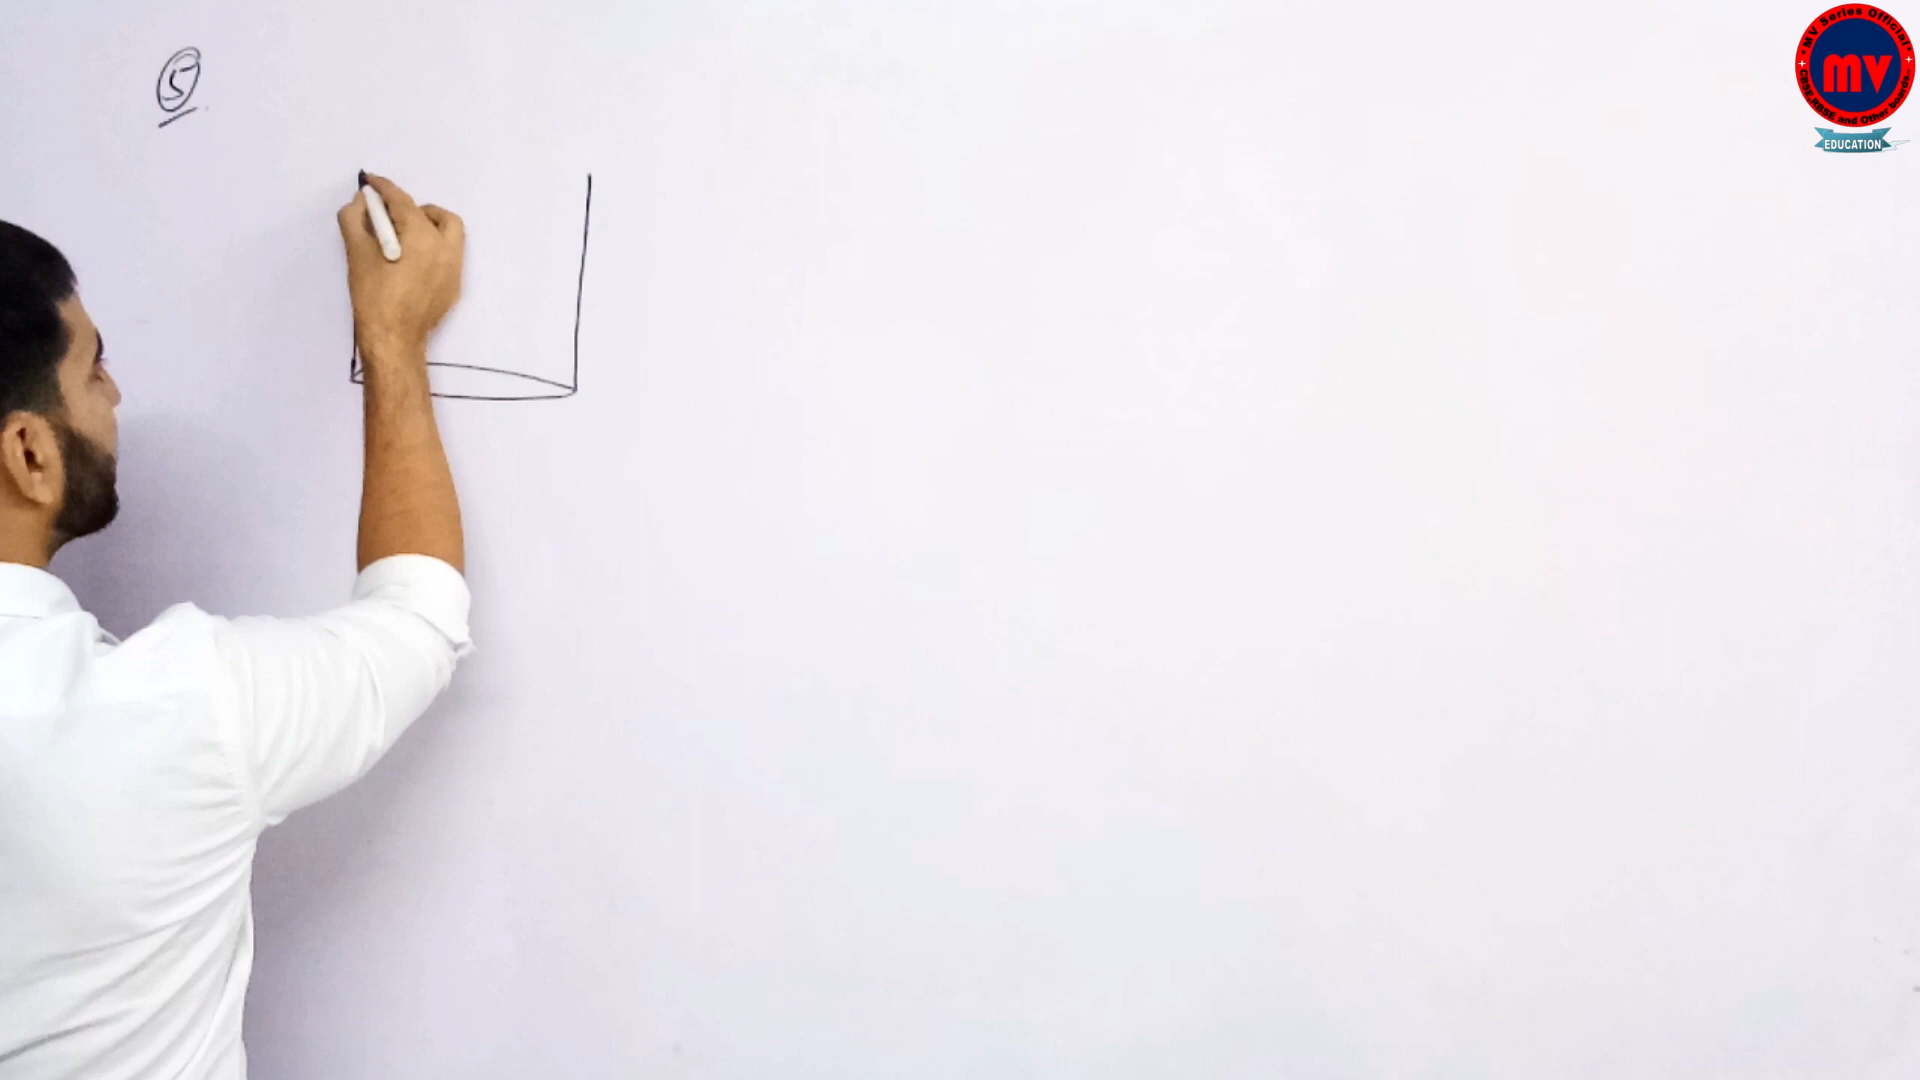 5
MV Series Official
mv
CBSE, RBSE and Other boards...
EDUCATION